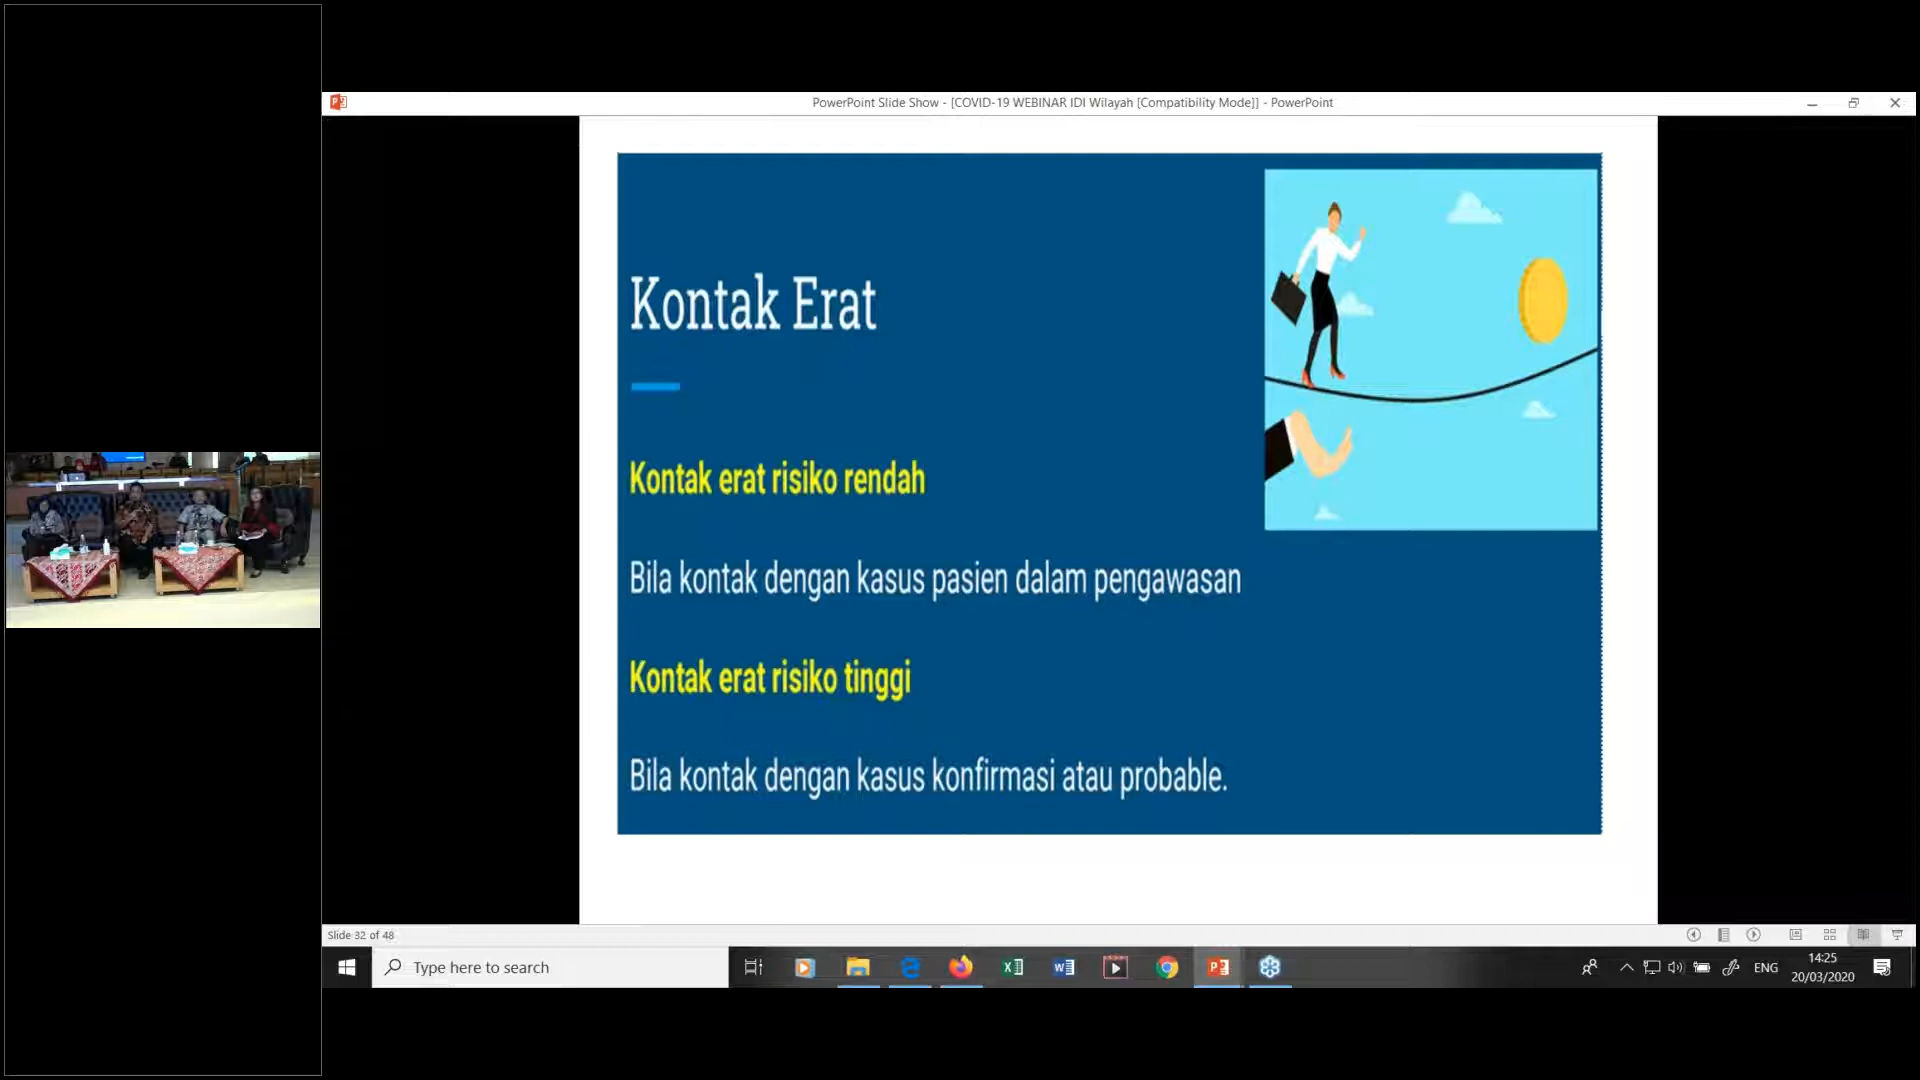 PowerPoint Slide Show - [COVID-19 WEBINAR IDI Wilayah [Compatibility Mode]] - PowerPoint
Kontak Erat
Kontak erat risiko rendah
Bila kontak dengan kasus pasien dalam pengawasan
Kontak erat risiko tinggi
Bila kontak dengan kasus konfirmasi atau probable.
Slide 32 of 48
Type here to search
ENG
14:25
20/03/2020